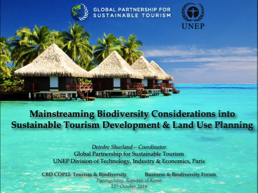 GLOBAL PARTNERSHIP FOR
SUSTAINABLE TOURISM
UNEP
Mainstreaming Biodiversity Considerations into
Sustainable Tourism Development & Land Use Planning
Deirdre Shurland – Coordinator
Global Partnership for Sustainable Tourism
UNEP Division of Technology, Industry & Economics, Paris
CBD COP12: Tourism & Biodiversity Business & Biodiversity Forum
Pyeongchang, Republic of Korea
October 2014